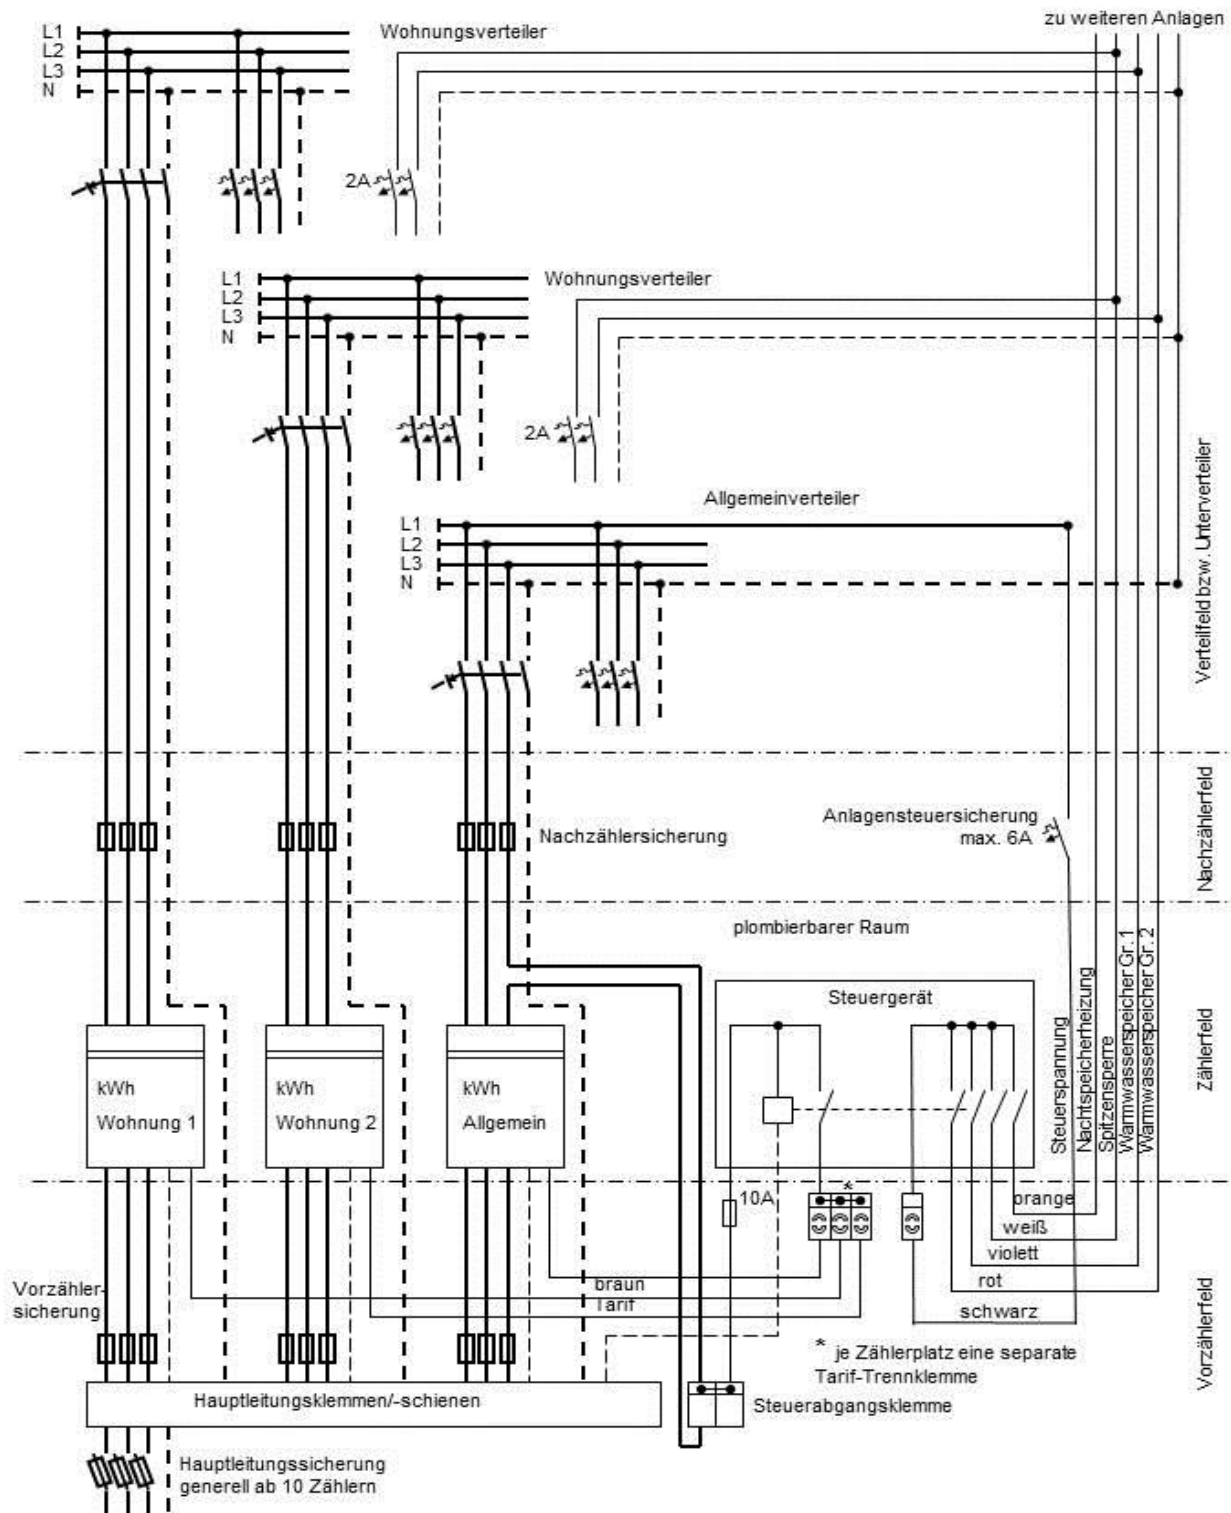 zu weiteren Anlagen
L1
L2
L3
N
Wohnungsverteiler
2A
L1
L2
L3
N
Wohnungsverteiler
2A
Allgemeinverteiler
L1
L2
L3
N
Verteilfeld bzw. Unterverteiler
Nachzählersicherung
Anlagensteuersicherung
max. 6A
Nachzählerfeld
plombierbarer Raum
Steuergerät
kWh
Wohnung 1
kWh
Wohnung 2
kWh
Allgemein
Steuerspannung
Nachtspeicherheizung
Spitzensperre
Warmwasserspeicher Gr. 1
Warmwasserspeicher Gr. 2
Zählerfeld
10A
*
orange
weiß
violett
rot
schwarz
braun
Tarif
Vorzähler-
sicherung
* je Zählerplatz eine separate
Tarif-Trennklemme
Vorzählerfeld
Hauptleitungsklemmen/-schienen
Steuerabgangsklemme
Hauptleitungssicherung
generell ab 10 Zählern